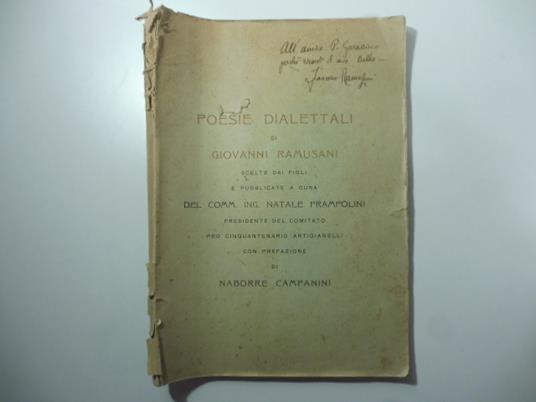 All'amico P.
POESIE DIALETTALI
DI
GIOVANNI RAMUSANI
SCELTE DAI FIGLI
E PUBBLICATE A CURA
DEL COMM. ING. NATALE PRAMPOLINI
PRESIDENTE DEL COMITATO
PRO CINQUANTENARIO ARTIGIANELLI
CON PREFAZIONE
DI
NABORRE CAMPANINI